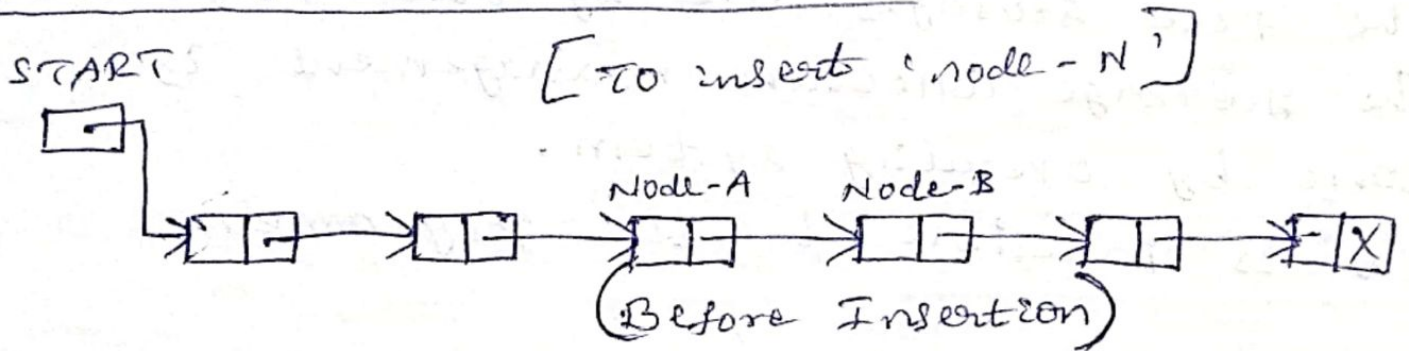 [To insert 'node-N']
START
Node-A Node-B
X
(Before Insertion)